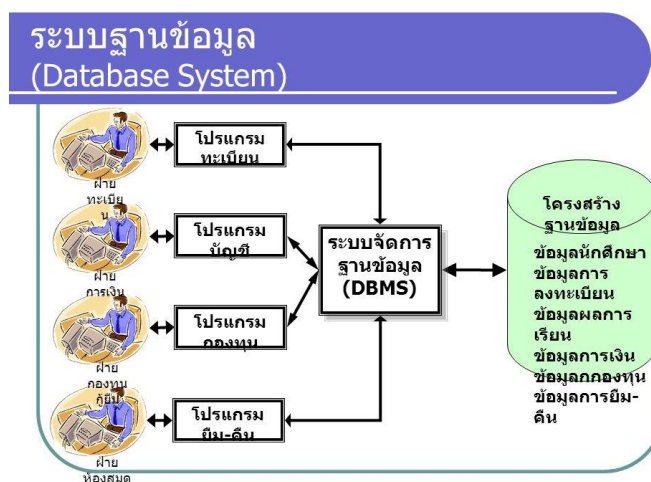 ระบบฐานข้อมูล
(Database System)
โปรแกรม
ทะเบียน
ฝ่าย
ทะเบีย
น
โปรแกรม
บัญชี
ฝ่าย
การเงิน
โปรแกรม
กองทุน
ฝ่าย
กองทุน
กู้ยืม
โปรแกรม
ยืม-คืน
ฝ่าย
ห้องสมุด
ระบบจัดการ
ฐานข้อมูล
(DBMS)
โครงสร้าง
ฐานข้อมูล
ข้อมูลนักศึกษา
ข้อมูลการ
ลงทะเบียน
ข้อมูลผลการ
เรียน
ข้อมูลการเงิน
ข้อมูลกกองทุน
ข้อมูลการยืม-
คืน